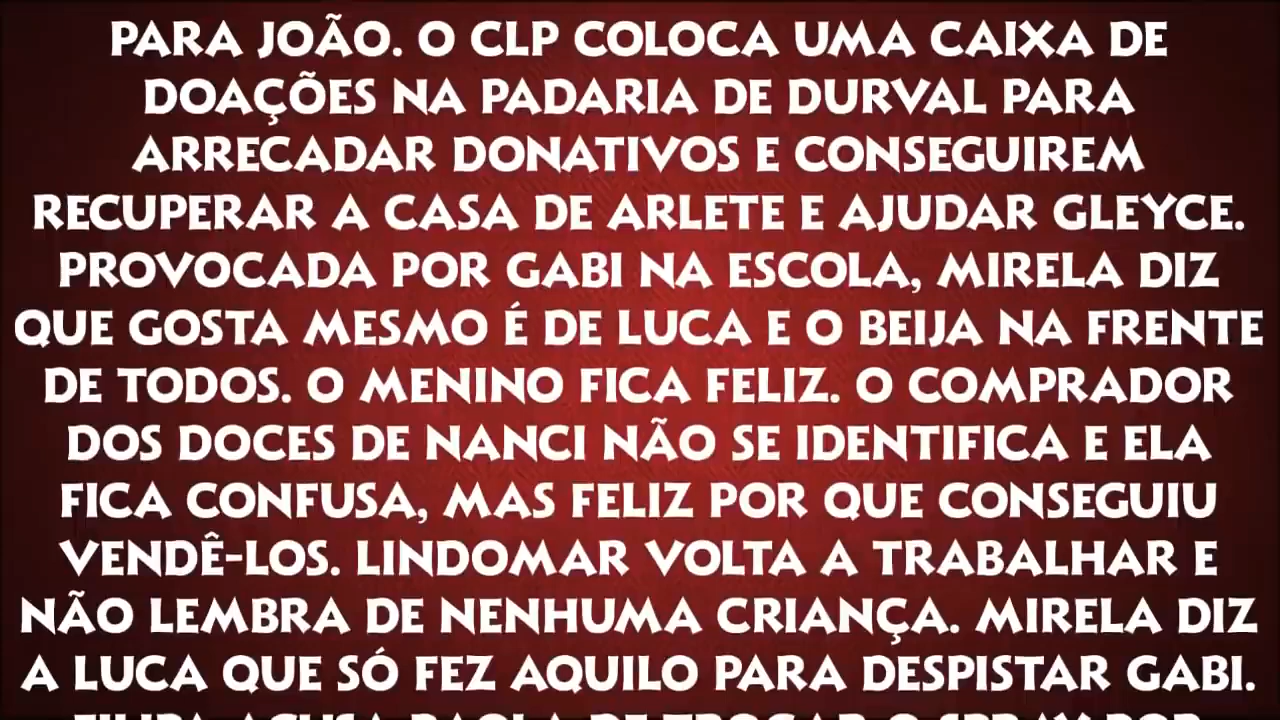 PARA JOÃO. O CLP COLOCA UMA CAIXA DE
DOAÇÕES NA PADARIA DE DURVAL PARA
ARRECADAR DONATIVOS E CONSEGUIREM
RECUPERAR A CASA DE ARLETE E AJUDAR GLEYCE.
PROVOCADA POR GABI NA ESCOLA, MIRELA DIZ
QUE GOSTA MESMO É DE LUCA E O BEIJA NA FRENTE
DE TODOS. O MENINO FICA FELIZ. O COMPRADOR
DOS DOCES DE NANCI NÃO SE IDENTIFICA E ELA
FICA CONFUSA, MAS FELIZ POR QUE CONSEGUIU
VENDÊ-LOS. LINDOMAR VOLTA A TRABALHAR E
NÃO LEMBRA DE NENHUMA CRIANÇA. MIRELA DIZ
A LUCA QUE SÓ FEZ AQUILO PARA DESPISTAR GABI.